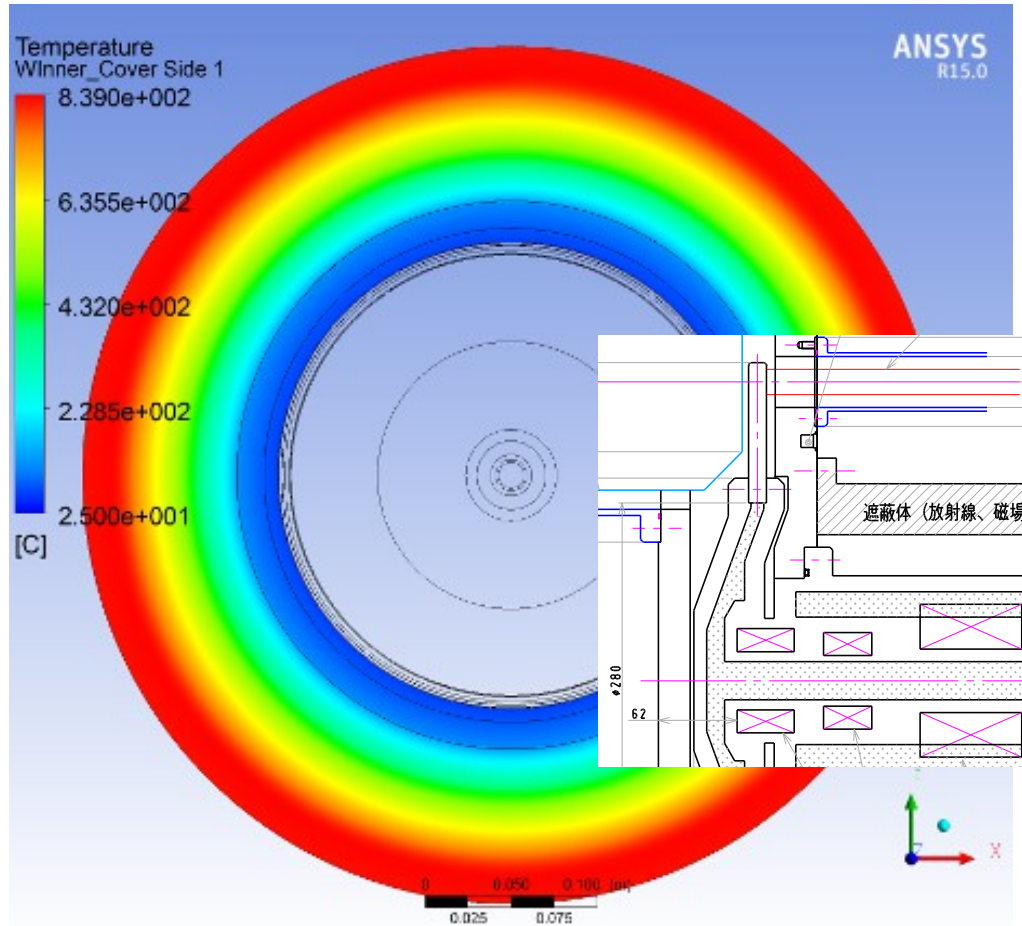 Temperature
WInner_Cover Side 1
ANSYS
R15.0
8.390e+002
6.355e+002
4.320e+002
2.285e+002
2.500e+001
[C]
遮蔽体（放射線、磁場
φ280
62
X
0 0.050 0.100 [m]
0.025 0.075